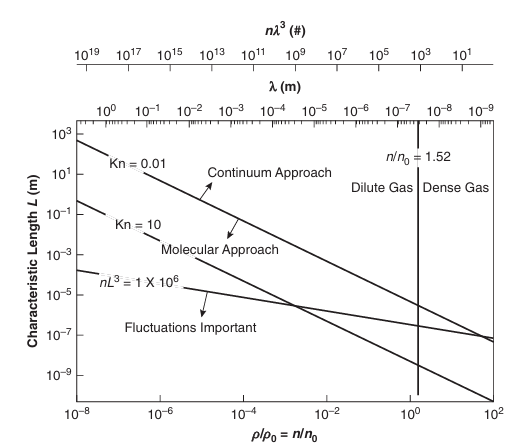 nλ³ (#)
10¹⁹ 10¹⁷ 10¹⁵ 10¹³ 10¹¹ 10⁹ 10⁷ 10⁵ 10³ 10¹
λ (m)
10⁰ 10⁻¹ 10⁻² 10⁻³ 10⁻⁴ 10⁻⁵ 10⁻⁶ 10⁻⁷ 10⁻⁸ 10⁻⁹
Characteristic Length L (m)
10³
10¹
10⁻¹
10⁻³
10⁻⁵
10⁻⁷
10⁻⁹
Kn = 0.01
n/n₀ = 1.52
Continuum Approach
Dilute Gas Dense Gas
Kn = 10
Molecular Approach
nL³ = 1 X 10⁶
Fluctuations Important
10⁻⁸ 10⁻⁶ 10⁻⁴ 10⁻² 10⁰ 10²
ρ/ρ₀ = n/n₀